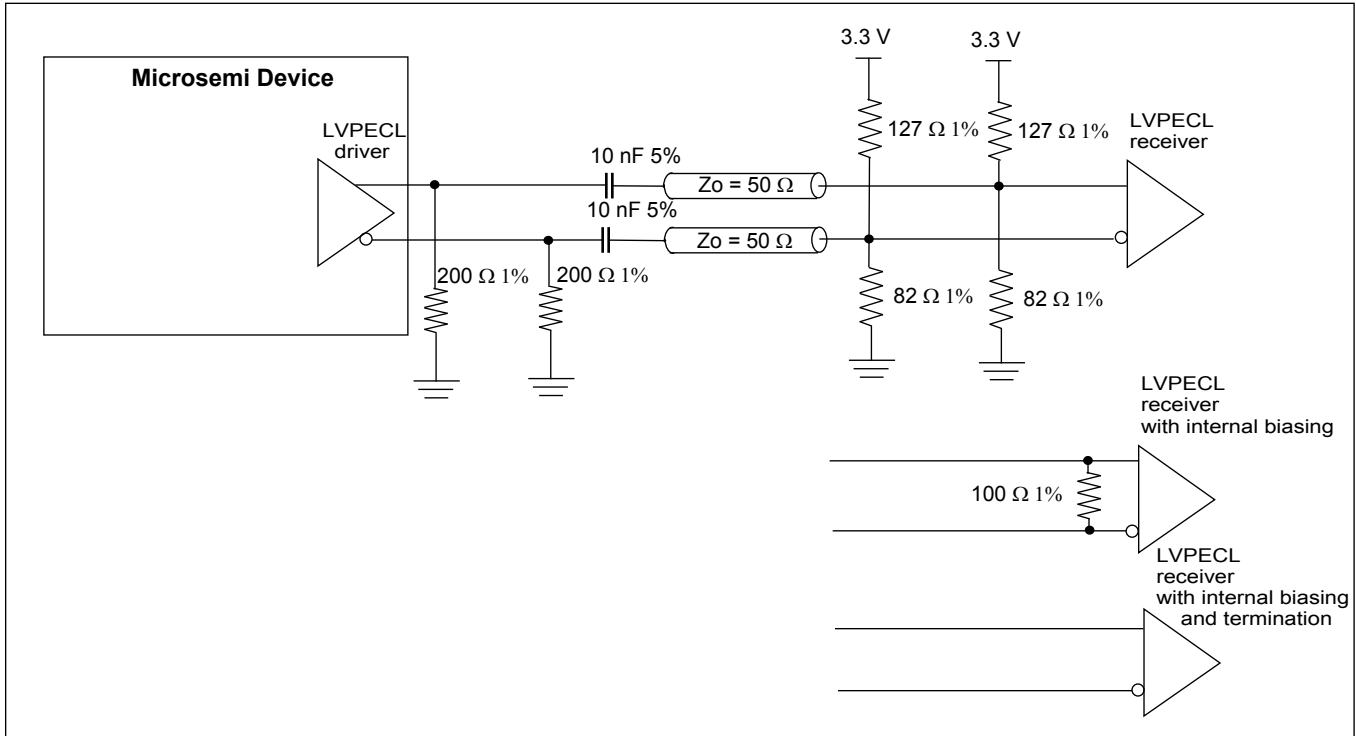 3.3 V
3.3 V
Microsemi Device
LVPECL
driver
127 Ω 1%
127 Ω 1%
LVPECL
receiver
10 nF 5%
Zo = 50 Ω
10 nF 5%
Zo = 50 Ω
200 Ω 1%
200 Ω 1%
82 Ω 1%
82 Ω 1%
LVPECL
receiver
with internal biasing
100 Ω 1%
LVPECL
receiver
with internal biasing
and termination